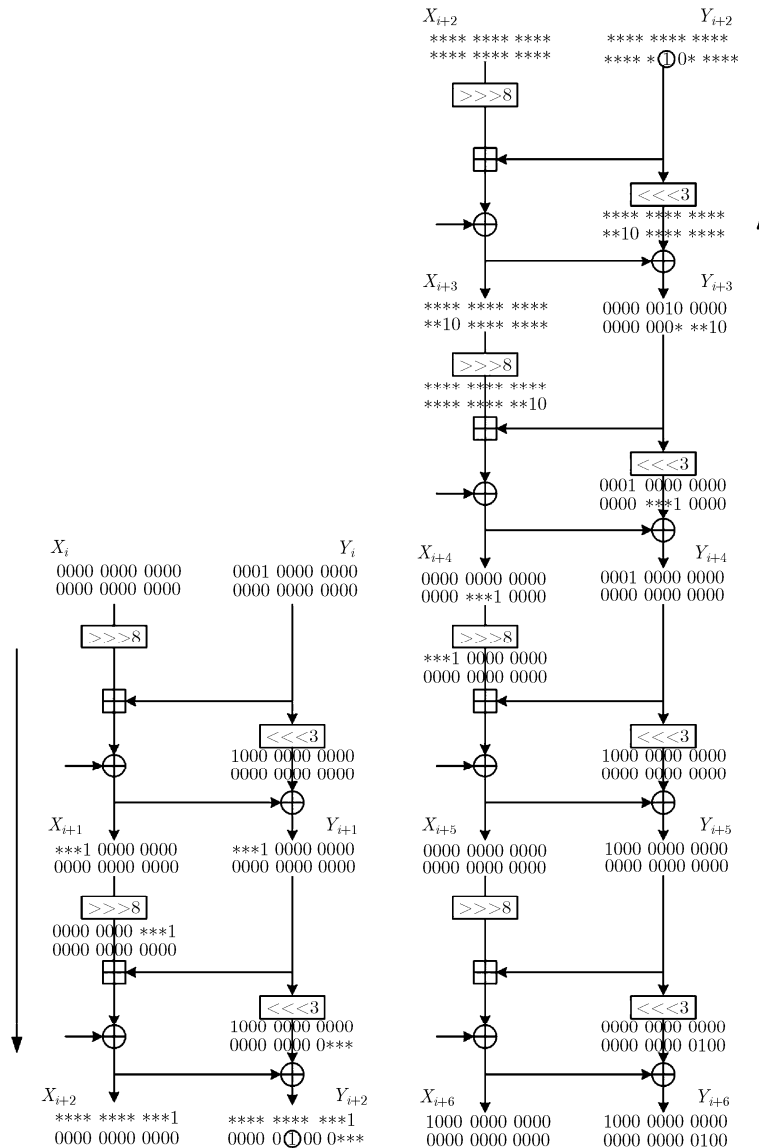 X_{i+2} Y_{i+2}
**** **** **** **** **** ****
**** **** **** **** *10* ****
>>>8
<<<3
**** **** ****
**10 **** ****
X_{i+3} Y_{i+3}
**** **** **** 0000 0010 0000
**10 **** **** 0000 000* **10
>>>8
**** **** ****
**** **** **10
<<<3
0001 0000 0000
0000 ***1 0000
X_{i+4} Y_{i+4}
0000 0000 0000 0001 0000 0000
0000 ***1 0000 0000 0000 0000
>>>8
***1 0000 0000
0000 0000 0000
<<<3
1000 0000 0000
0000 0000 0000
X_{i+5} Y_{i+5}
0000 0000 0000 1000 0000 0000
0000 0000 0000 0000 0000 0000
>>>8
<<<3
0000 0000 0000
0000 0000 0100
X_{i+6} Y_{i+6}
1000 0000 0000 1000 0000 0000
0000 0000 0000 0000 0000 0100
X_i Y_i
0000 0000 0000 0001 0000 0000
0000 0000 0000 0000 0000 0000
>>>8
<<<3
1000 0000 0000
0000 0000 0000
X_{i+1} Y_{i+1}
***1 0000 0000 ***1 0000 0000
0000 0000 0000 0000 0000 0000
>>>8
0000 0000 ***1
0000 0000 0000
<<<3
1000 0000 0000
0000 0000 0***
X_{i+2} Y_{i+2}
**** **** ***1 **** **** ***1
0000 0000 0000 0000 0100 0***